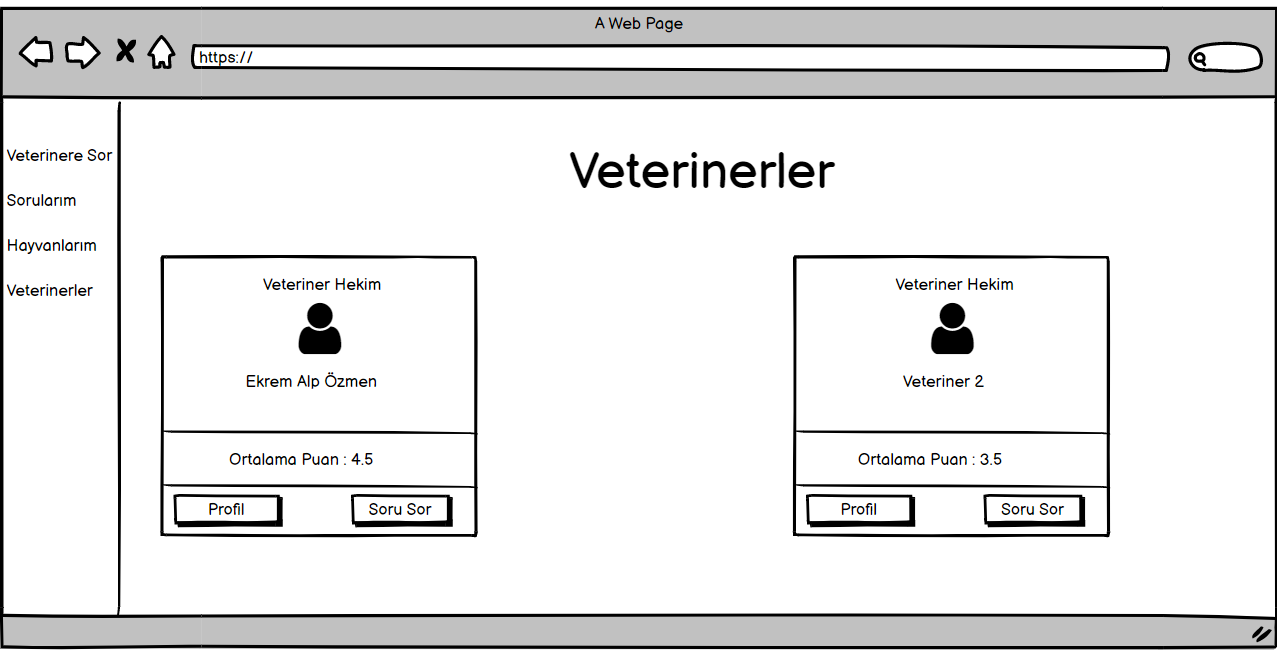 A Web Page
https://
Veterinere Sor
Sorularım
Hayvanlarım
Veterinerler
Veterinerler
Veteriner Hekim
Ekrem Alp Özmen
Ortalama Puan : 4.5
Profil
Soru Sor
Veteriner Hekim
Veteriner 2
Ortalama Puan : 3.5
Profil
Soru Sor